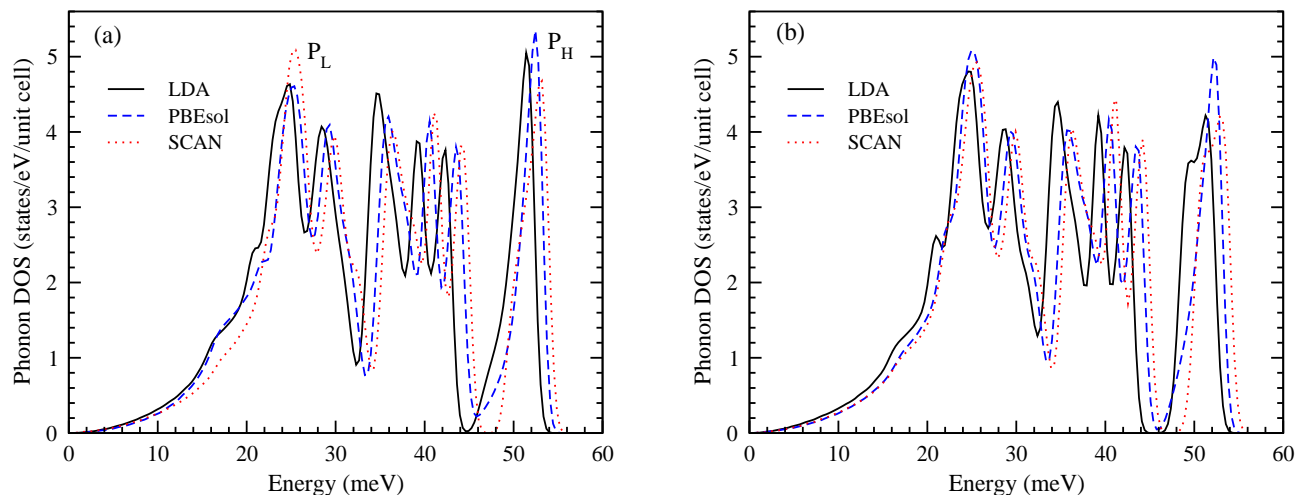 (a)
P_L
P_H
LDA
PBEsol
SCAN
Phonon DOS (states/eV/unit cell)
5
4
3
2
1
0
0 10 20 30 40 50 60
Energy (meV)
(b)
LDA
PBEsol
SCAN
Phonon DOS (states/eV/unit cell)
5
4
3
2
1
0
0 10 20 30 40 50 60
Energy (meV)